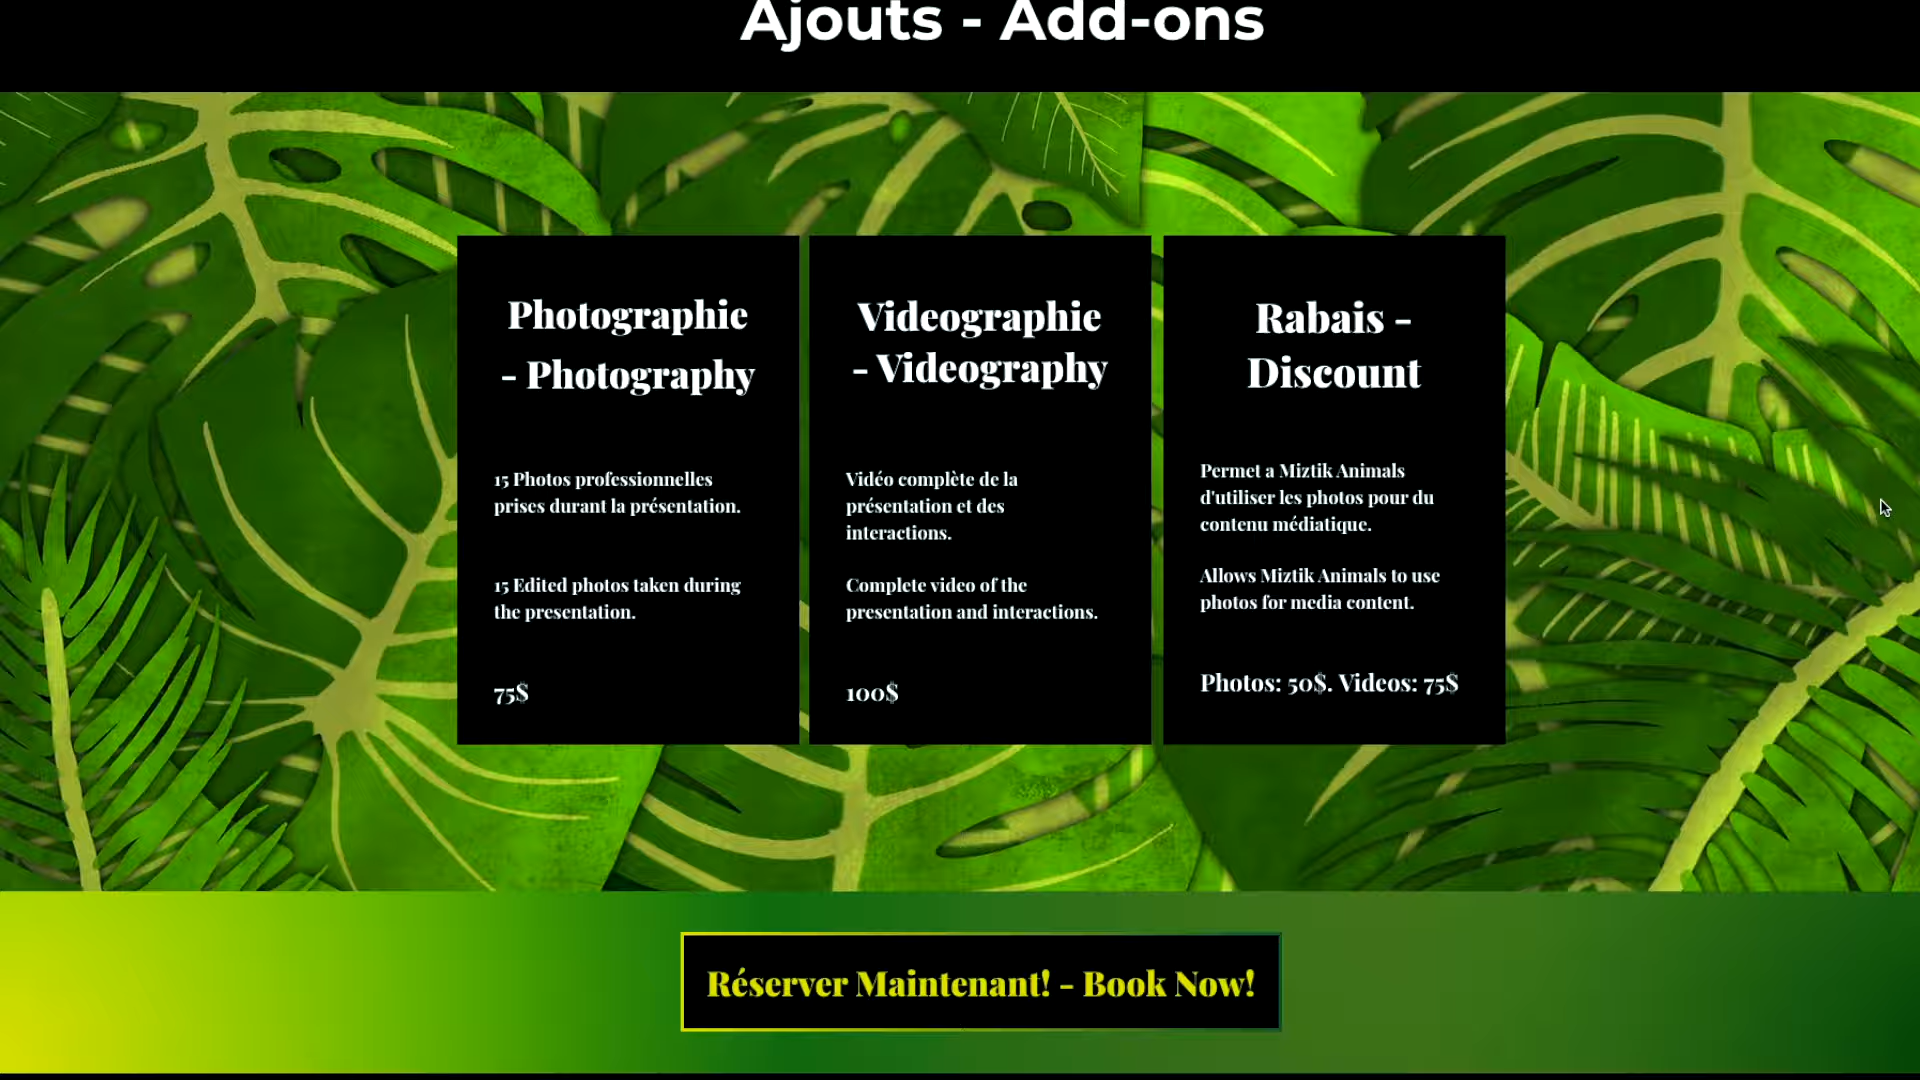 Ajouts - Add-ons
Photographie
- Photography
15 Photos professionnelles
prises durant la présentation.
15 Edited photos taken during
the presentation.
75$
Videographie
- Videography
Vidéo complète de la
présentation et des
interactions.
Complete video of the
presentation and interactions.
100$
Rabais -
Discount
Permet a Miztik Animals
d'utiliser les photos pour du
contenu médiatique.
Allows Miztik Animals to use
photos for media content.
Photos: 50$. Videos: 75$
Réserver Maintenant! - Book Now!